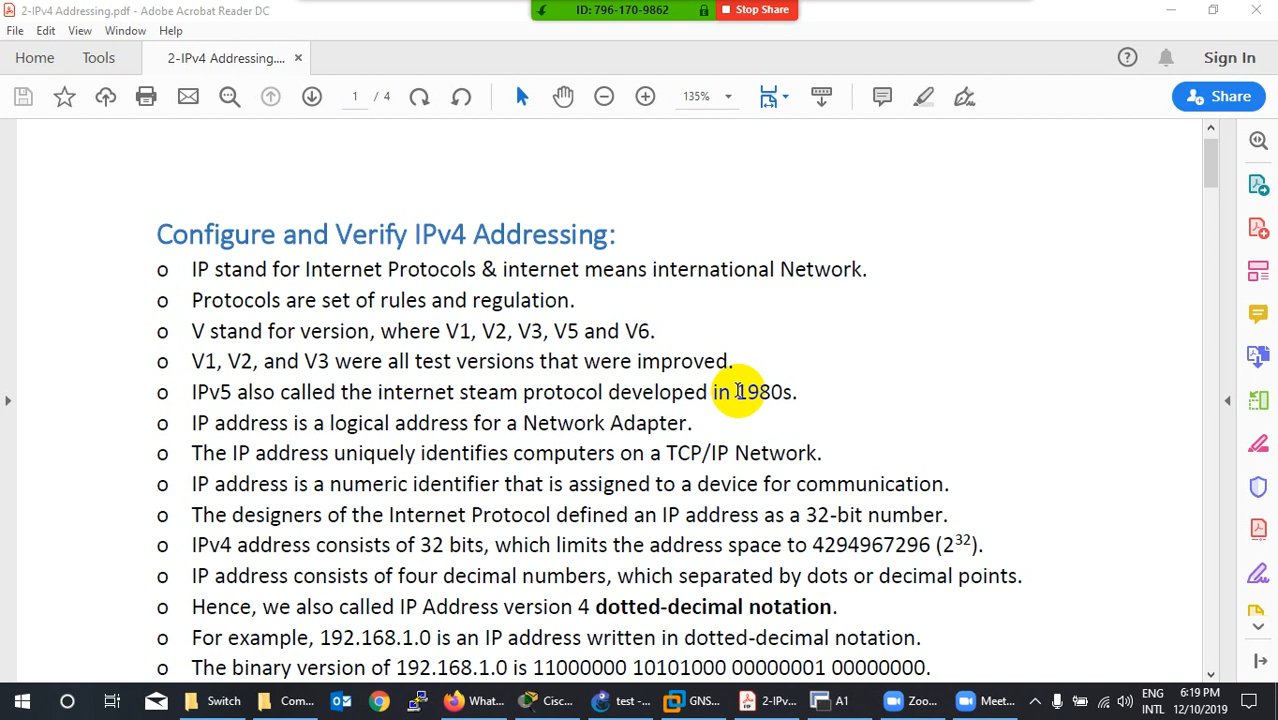 2-IPv4 Addressing.pdf - Adobe Acrobat Reader DC
ID: 796-170-9862
Stop Share
File Edit View Window Help
Home Tools 2-IPv4 Addressing.... × Sign In
1 / 4 135% Share
Configure and Verify IPv4 Addressing:
o IP stand for Internet Protocols & internet means international Network.
o Protocols are set of rules and regulation.
o V stand for version, where V1, V2, V3, V5 and V6.
o V1, V2, and V3 were all test versions that were improved.
o IPv5 also called the internet steam protocol developed in 1980s.
o IP address is a logical address for a Network Adapter.
o The IP address uniquely identifies computers on a TCP/IP Network.
o IP address is a numeric identifier that is assigned to a device for communication.
o The designers of the Internet Protocol defined an IP address as a 32-bit number.
o IPv4 address consists of 32 bits, which limits the address space to 4294967296 (2³²).
o IP address consists of four decimal numbers, which separated by dots or decimal points.
o Hence, we also called IP Address version 4 dotted-decimal notation.
o For example, 192.168.1.0 is an IP address written in dotted-decimal notation.
o The binary version of 192.168.1.0 is 11000000 10101000 00000001 00000000.
Switch Com... What... Cisc... test -... GNS... 2-IPv... A1 Zoo... Meet... ENG 6:19 PM
INTL 12/10/2019